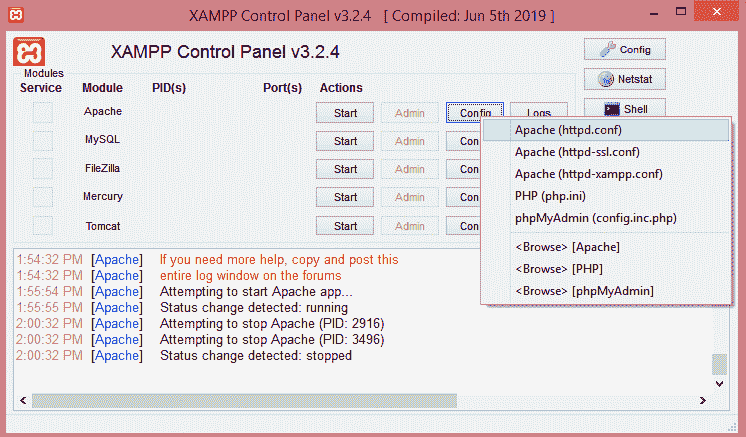 XAMPP Control Panel v3.2.4 [ Compiled: Jun 5th 2019 ]
XAMPP Control Panel v3.2.4
Config
Netstat
Shell
Modules
Service Module PID(s) Port(s) Actions
Apache Start Admin Config Logs
MySQL Start Admin Con
FileZilla Start Admin Con
Mercury Start Admin Con
Tomcat Start Admin Con
Apache (httpd.conf)
Apache (httpd-ssl.conf)
Apache (httpd-xampp.conf)
PHP (php.ini)
phpMyAdmin (config.inc.php)
<Browse> [Apache]
<Browse> [PHP]
<Browse> [phpMyAdmin]
1:54:32 PM [Apache] If you need more help, copy and post this
1:54:32 PM [Apache] entire log window on the forums
1:55:54 PM [Apache] Attempting to start Apache app...
1:55:55 PM [Apache] Status change detected: running
2:00:32 PM [Apache] Attempting to stop Apache (PID: 2916)
2:00:32 PM [Apache] Attempting to stop Apache (PID: 3496)
2:00:32 PM [Apache] Status change detected: stopped